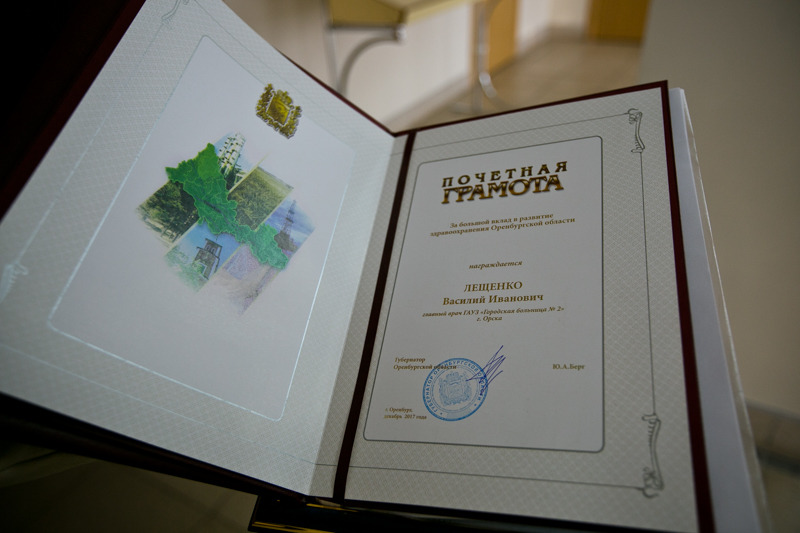 ПОЧЕТНАЯ
ГРАМОТА
За большой вклад в развитие
здравоохранения Оренбургской области
награждается
ЛЕЩЕНКО
Василий Иванович
главный врач ГАУЗ «Городская больница № 2»
г. Орска
Губернатор
Оренбургской области Ю.А.Берг
г. Оренбург,
декабрь 2017 года